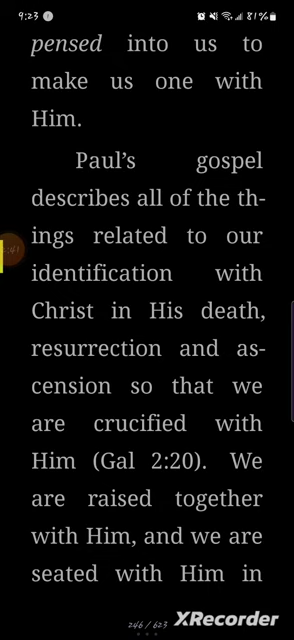 9:23
81%
pensed into us to
make us one with
Him.
Paul's gospel
describes all of the th-
ings related to our
identification with
Christ in His death,
resurrection and as-
cension so that we
are crucified with
Him (Gal 2:20). We
are raised together
with Him, and we are
seated with Him in
246 / 623
XRecorder